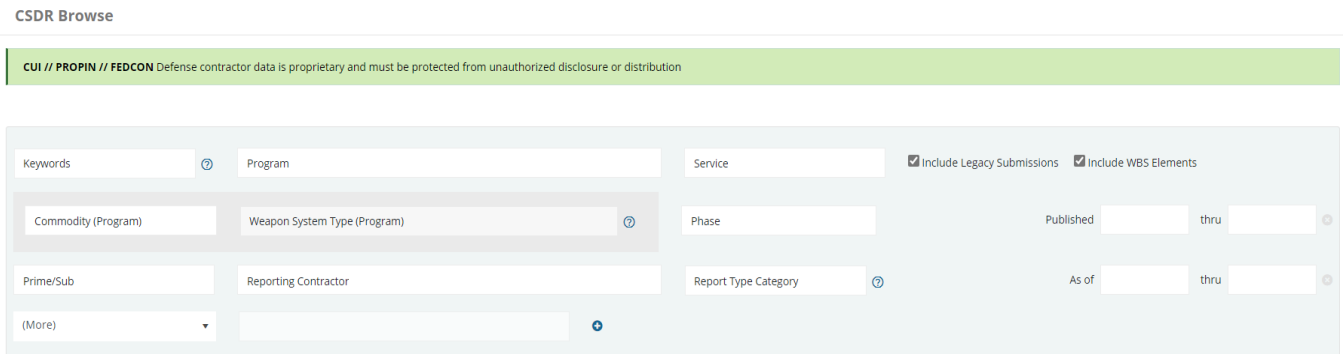 CSDR Browse
CUI // PROPIN // FEDCON Defense contractor data is proprietary and must be protected from unauthorized disclosure or distribution
Keywords ? Program Service Include Legacy Submissions Include WBS Elements
Commodity (Program) Weapon System Type (Program) ? Phase Published thru
Prime/Sub Reporting Contractor Report Type Category ? As of thru
(More)